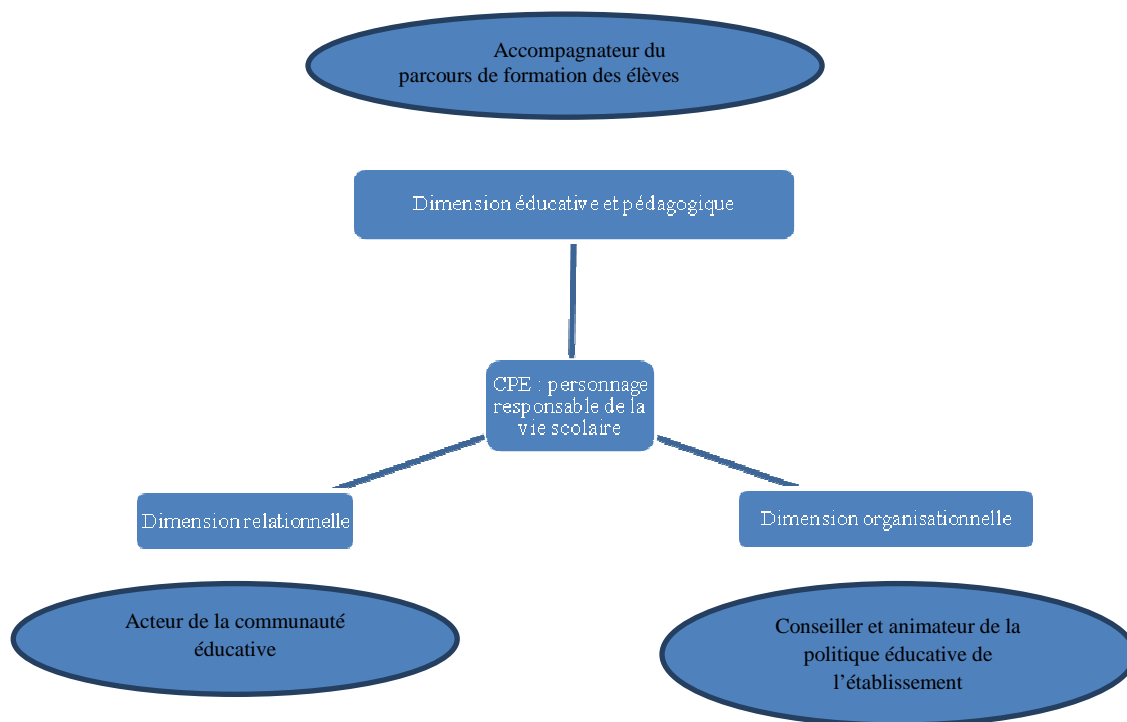 Accompagnateur du
parcours de formation des élèves
Dimension éducative et pédagogique
CPE : personnage
responsable de la
vie scolaire
Dimension relationnelle
Dimension organisationnelle
Acteur de la communauté
éducative
Conseiller et animateur de la
politique éducative de
l’établissement